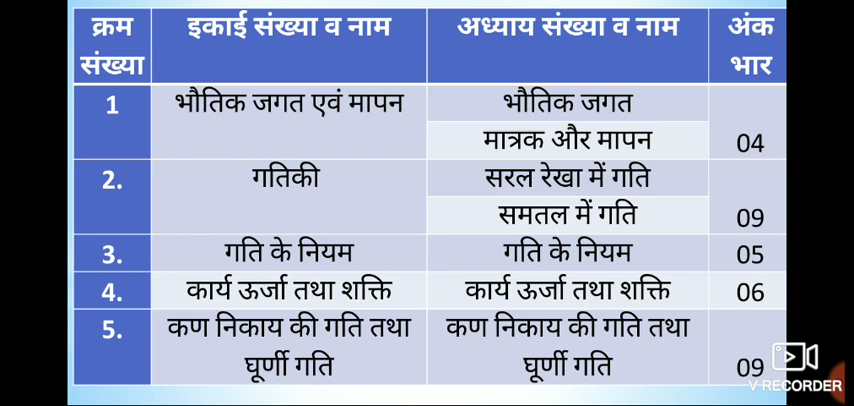 क्रम संख्या इकाई संख्या व नाम अध्याय संख्या व नाम अंक भार
1 भौतिक जगत एवं मापन भौतिक जगत
मात्रक और मापन 04
2. गतिकी सरल रेखा में गति
समतल में गति 09
3. गति के नियम गति के नियम 05
4. कार्य ऊर्जा तथा शक्ति कार्य ऊर्जा तथा शक्ति 06
5. कण निकाय की गति तथा कण निकाय की गति तथा
घूर्णी गति घूर्णी गति 09
V RECORDER